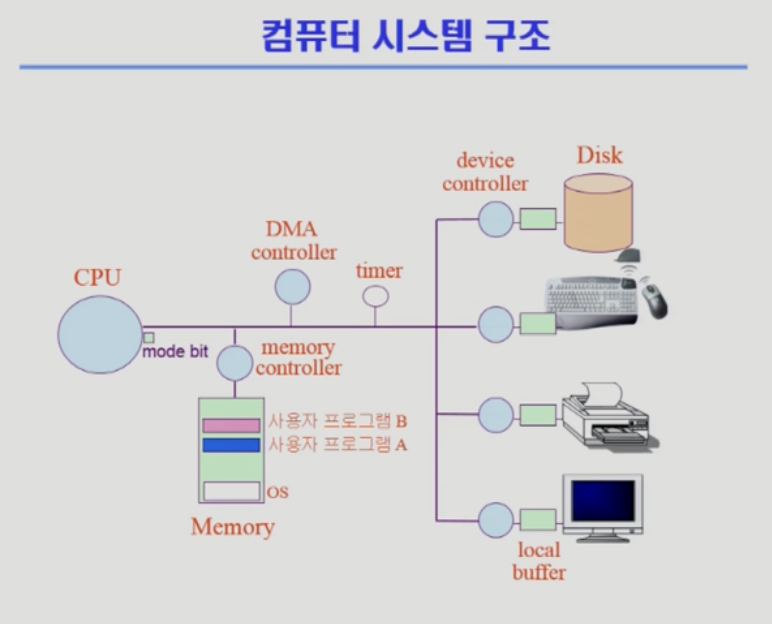 컴퓨터 시스템 구조
device
controller
Disk
DMA
controller
timer
CPU
mode bit
memory
controller
사용자 프로그램 B
사용자 프로그램 A
OS
Memory
local
buffer